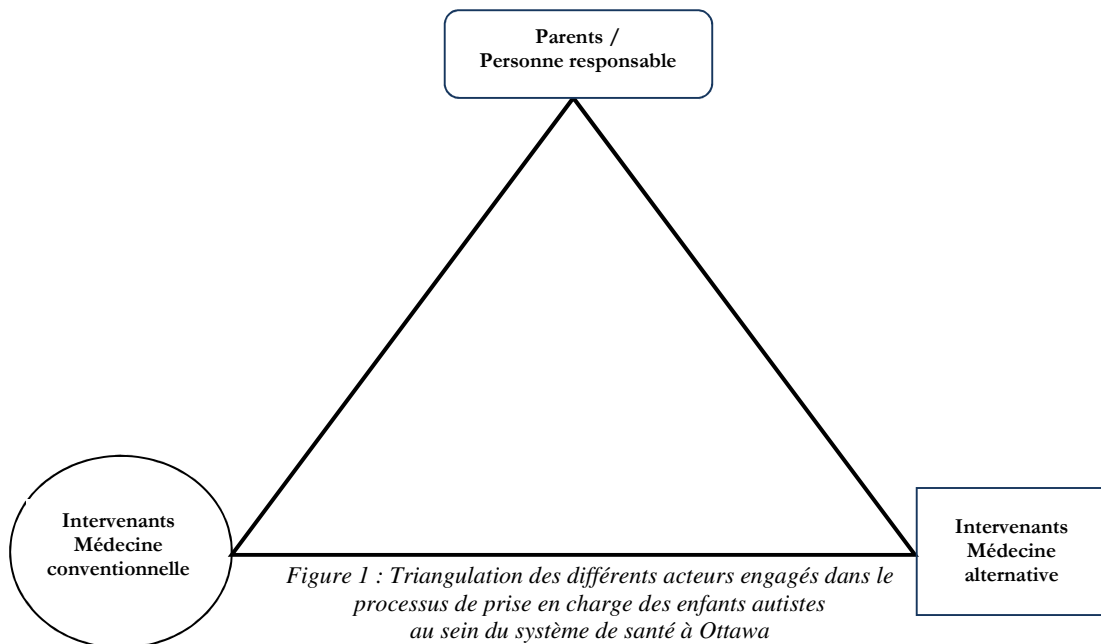 Parents /
Personne responsable
Intervenants
Médecine
conventionnelle
Intervenants
Médecine
alternative
Figure 1 : Triangulation des différents acteurs engagés dans le
processus de prise en charge des enfants autistes
au sein du système de santé à Ottawa